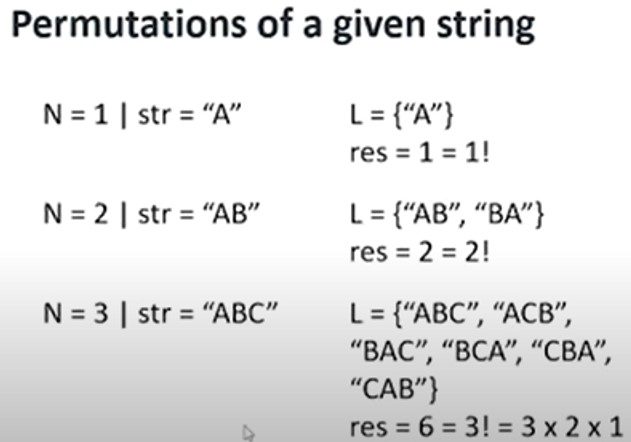 Permutations of a given string
N = 1 | str = “A”
L = {“A”}
res = 1 = 1!
N = 2 | str = “AB”
L = {“AB”, “BA”}
res = 2 = 2!
N = 3 | str = “ABC”
L = {“ABC”, “ACB”,
“BAC”, “BCA”, “CBA”,
“CAB”}
res = 6 = 3! = 3 x 2 x 1